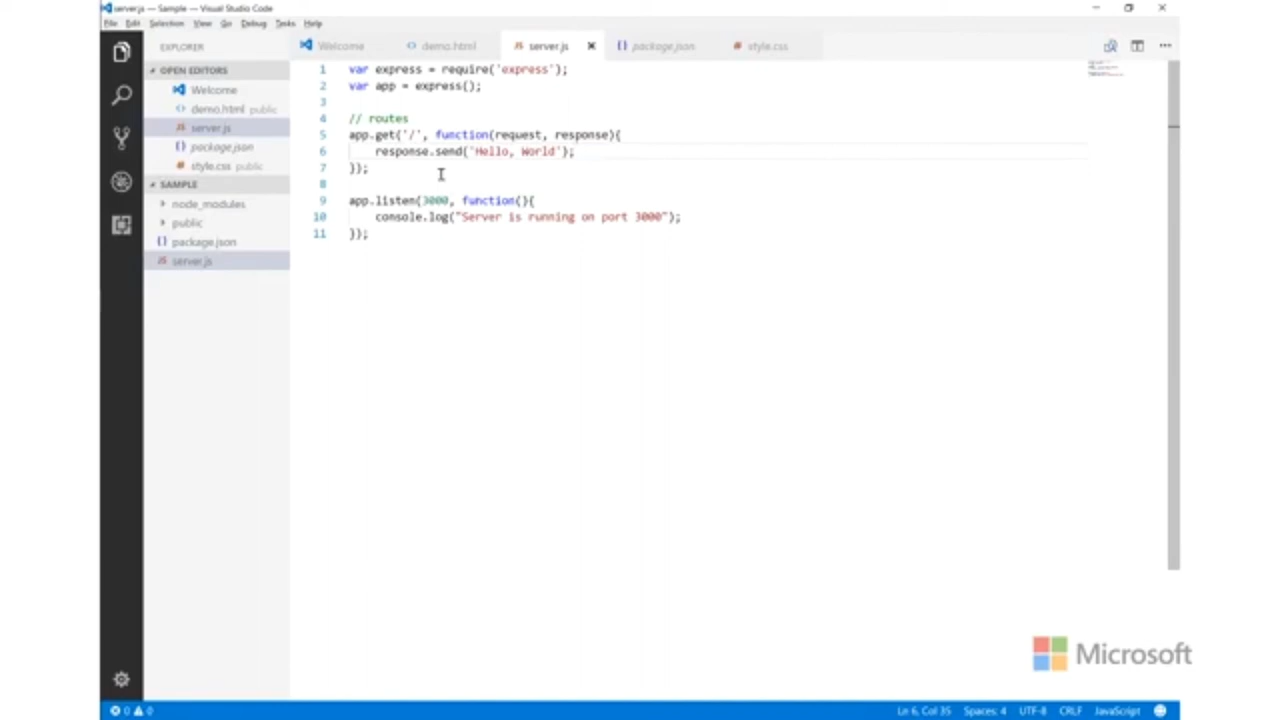 server.js — Sample — Visual Studio Code
File Edit Selection View Go Debug Tasks Help
EXPLORER
OPEN EDITORS
Welcome
demo.html public
server.js
package.json
style.css public
SAMPLE
node_modules
public
package.json
server.js
Welcome demo.html server.js package.json style.css
1 var express = require('express');
2 var app = express();
3
4 // routes
5 app.get('/', function(request, response){
6 response.send('Hello, World');
7 });
8
9 app.listen(3000, function(){
10 console.log("Server is running on port 3000");
11 });
Microsoft
0 0 Ln 6, Col 35 Spaces: 4 UTF-8 CRLF JavaScript